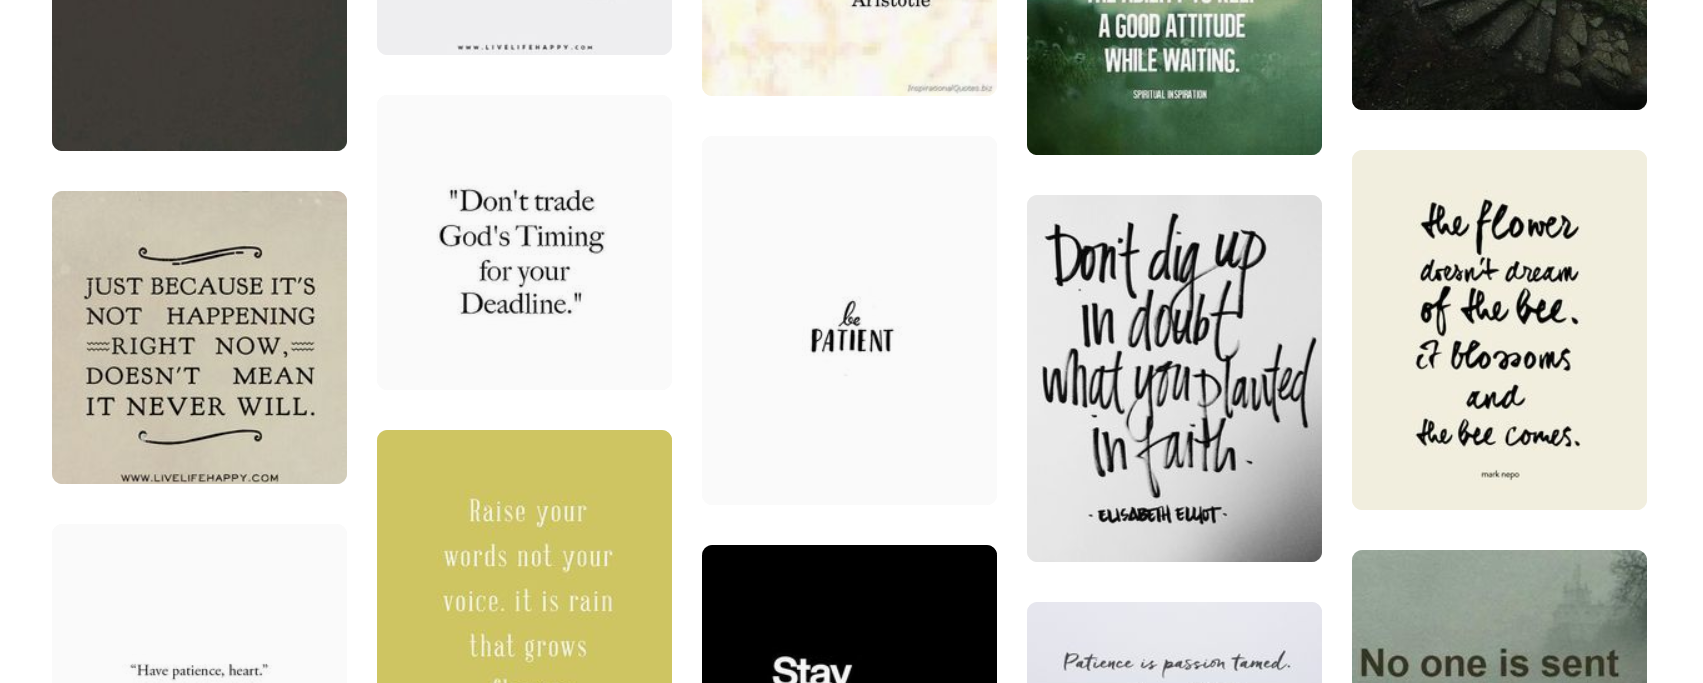 WWW.LIVELIFEHAPPY.COM
Aristotle
InspirationalQuotes.biz
A GOOD ATTITUDE
WHILE WAITING.
SPIRITUAL INSPIRATION
JUST BECAUSE IT'S
NOT HAPPENING
RIGHT NOW,
DOESN'T MEAN
IT NEVER WILL.
WWW.LIVELIFEHAPPY.COM
"Don't trade
God's Timing
for your
Deadline."
be
PATIENT
Don't dig up
in doubt
what you planted
in faith.
- ELISABETH ELLIOT -
the flower
doesn't dream
of the bee.
it blossoms
and
the bee comes.
mark nepo
“Have patience, heart.”
Raise your
words not your
voice. it is rain
that grows
Stay
Patience is passion tamed.
No one is sent